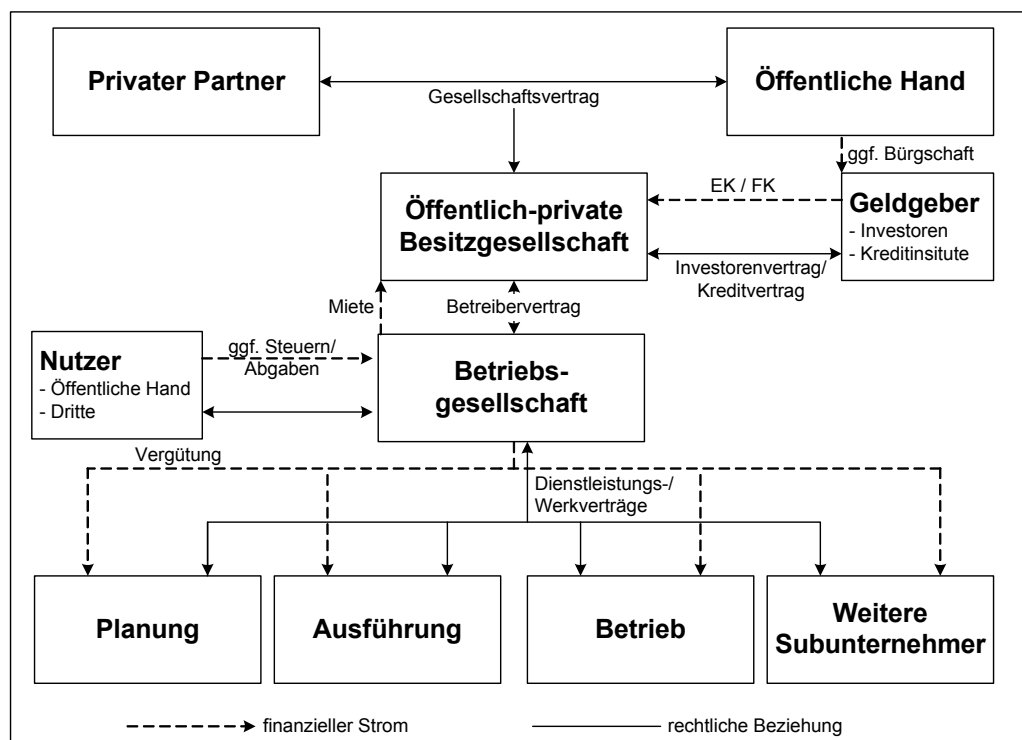 Privater Partner
Öffentliche Hand
Gesellschaftsvertrag
ggf. Bürgschaft
Öffentlich-private
Besitzgesellschaft
EK / FK
Geldgeber
- Investoren
- Kreditinsitute
Investorenvertrag/
Kreditvertrag
Miete
Betreibervertrag
Nutzer
- Öffentliche Hand
- Dritte
ggf. Steuern/
Abgaben
Betriebs-
gesellschaft
Vergütung
Dienstleistungs-/
Werkverträge
Planung
Ausführung
Betrieb
Weitere
Subunternehmer
finanzieller Strom
rechtliche Beziehung